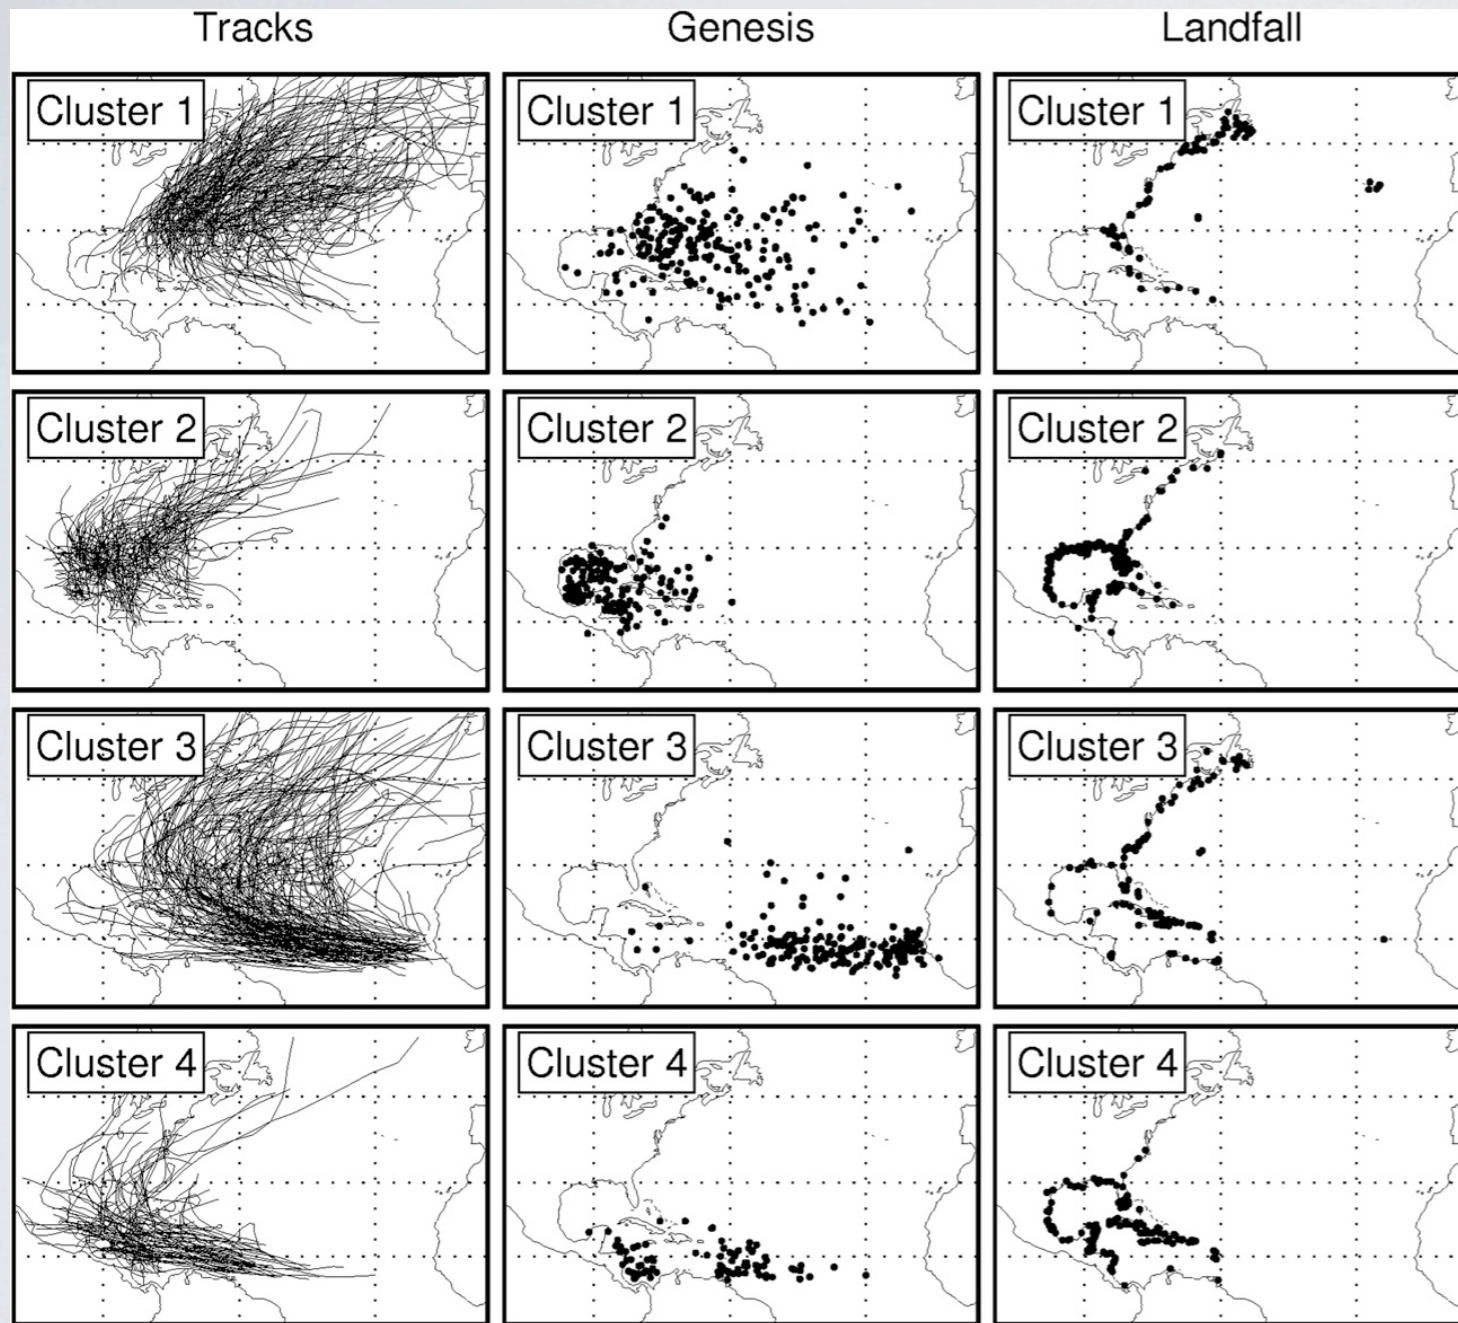 Tracks Genesis Landfall
Cluster 1 Cluster 1 Cluster 1
Cluster 2 Cluster 2 Cluster 2
Cluster 3 Cluster 3 Cluster 3
Cluster 4 Cluster 4 Cluster 4